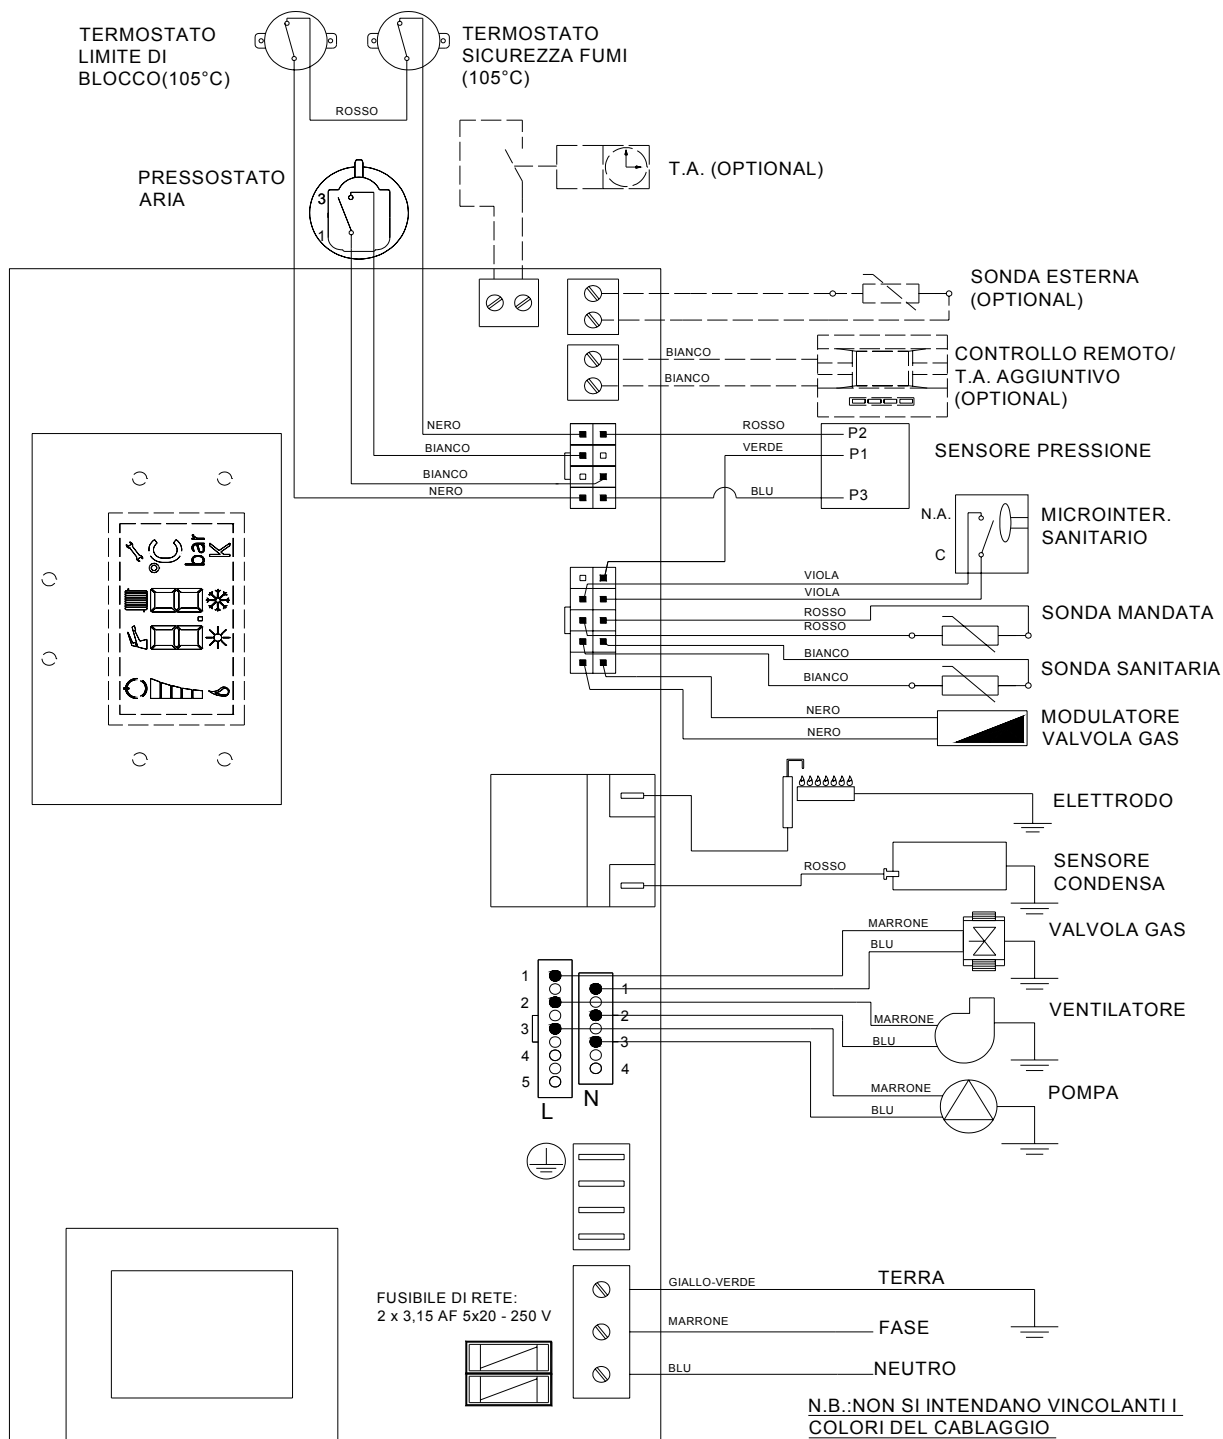 TERMOSTATO
LIMITE DI
BLOCCO(105°C)
TERMOSTATO
SICUREZZA FUMI
(105°C)
ROSSO
PRESSOSTATO
ARIA
3
1
T.A. (OPTIONAL)
SONDA ESTERNA
(OPTIONAL)
BIANCO
BIANCO
CONTROLLO REMOTO/
T.A. AGGIUNTIVO
(OPTIONAL)
NERO
BIANCO
BIANCO
NERO
ROSSO
VERDE
BLU
P2
P1
P3
SENSORE PRESSIONE
N.A.
C
MICROINTER.
SANITARIO
°C
bar
K
VIOLA
VIOLA
ROSSO
ROSSO
SONDA MANDATA
BIANCO
BIANCO
SONDA SANITARIA
NERO
NERO
MODULATORE
VALVOLA GAS
ELETTRODO
ROSSO
SENSORE
CONDENSA
MARRONE
BLU
VALVOLA GAS
1
2
3
4
5
L
1
2
3
4
N
MARRONE
BLU
VENTILATORE
MARRONE
BLU
POMPA
FUSIBILE DI RETE:
2 x 3,15 AF 5x20 - 250 V
GIALLO-VERDE
TERRA
MARRONE
FASE
BLU
NEUTRO
N.B.:NON SI INTENDANO VINCOLANTI I
COLORI DEL CABLAGGIO